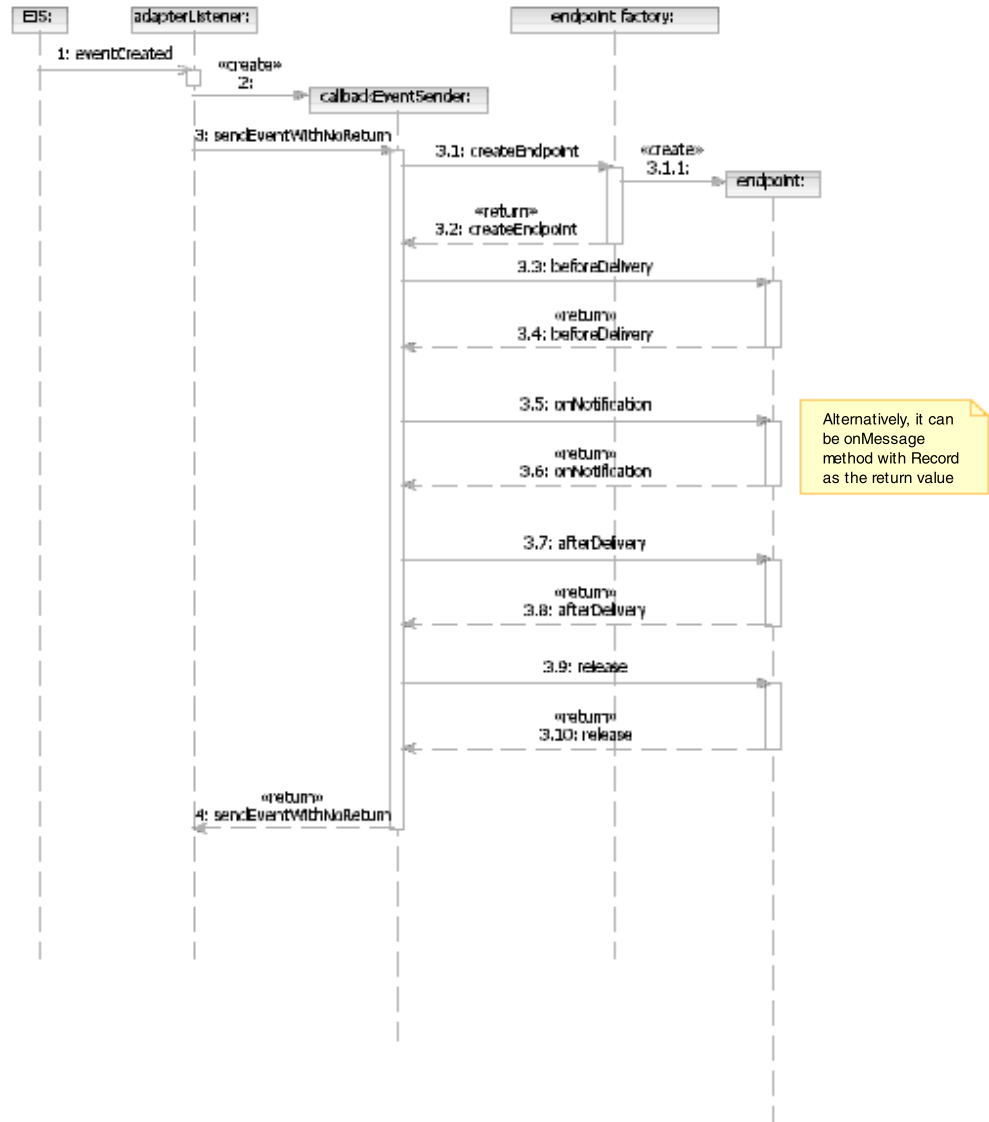 EIS:
adapterListener:
endpoint factory:
1: eventCreated
«create»
2:
callbackEventSender:
3: sendEventWithNoReturn
3.1: createEndpoint
«create»
3.1.1:
endpoint:
«return»
3.2: createEndpoint
3.3: beforeDelivery
«return»
3.4: beforeDelivery
3.5: onNotification
Alternatively, it can
be onMessage
method with Record
as the return value
«return»
3.6: onNotification
3.7: afterDelivery
«return»
3.8: afterDelivery
3.9: release
«return»
3.10: release
«return»
4: sendEventWithNoReturn